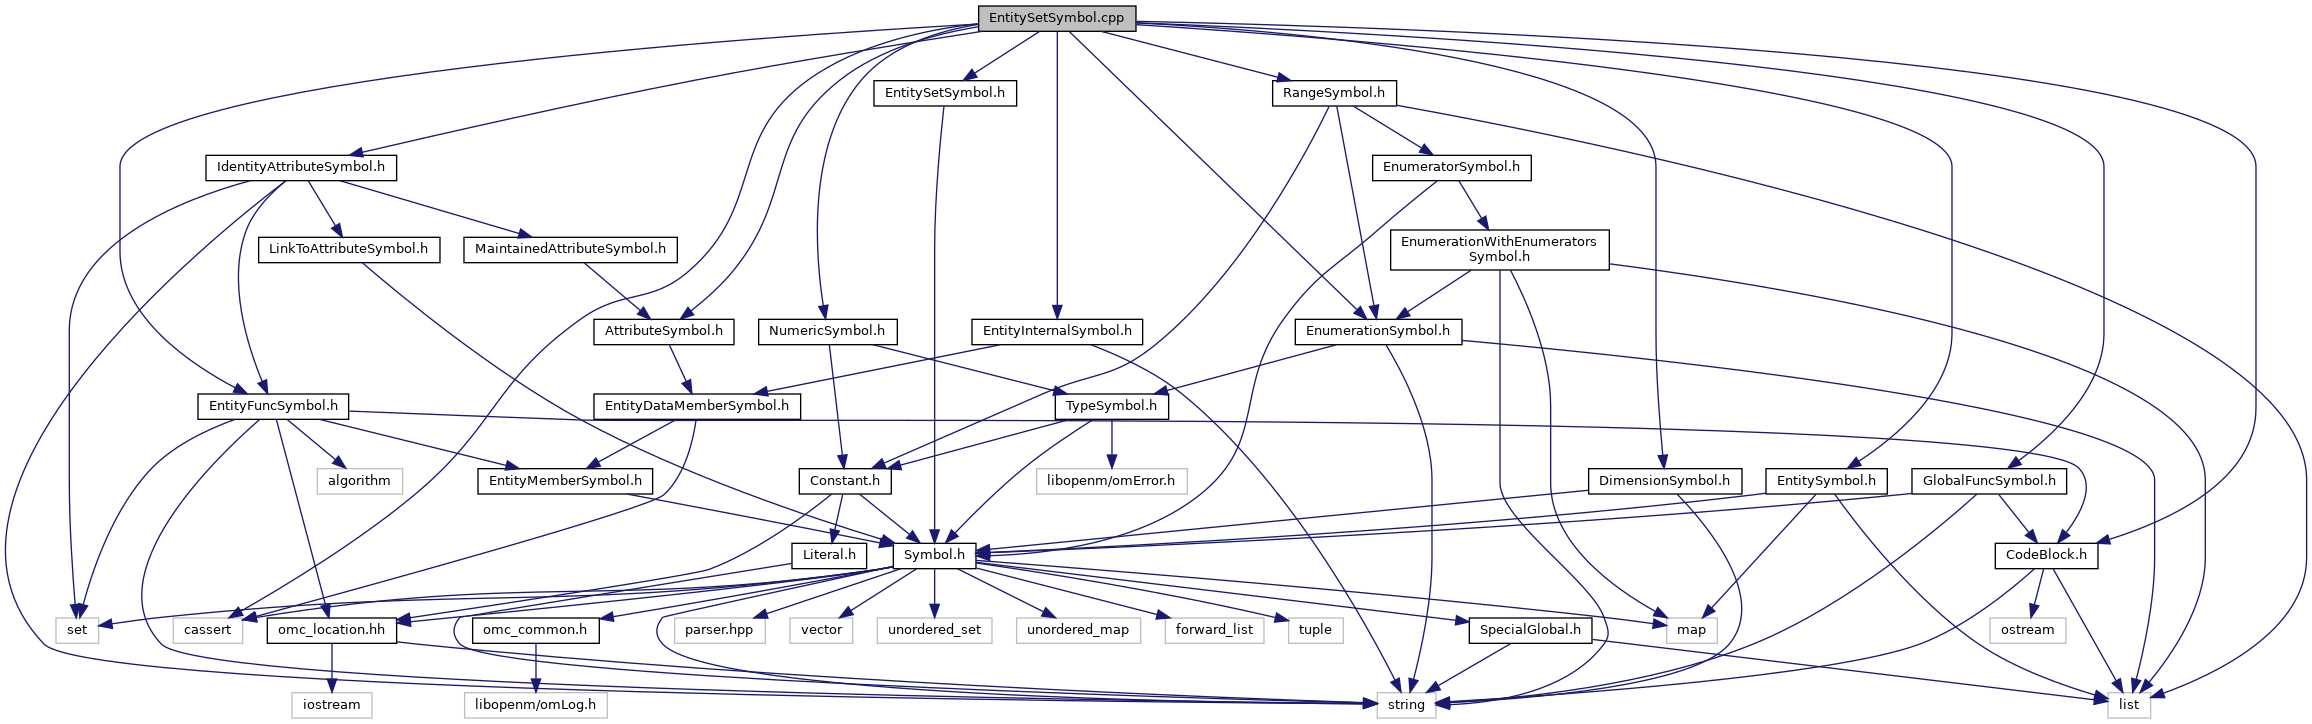 EntitySetSymbol.cpp
EntitySetSymbol.h
RangeSymbol.h
IdentityAttributeSymbol.h
EnumeratorSymbol.h
LinkToAttributeSymbol.h
MaintainedAttributeSymbol.h
EnumerationWithEnumerators
Symbol.h
AttributeSymbol.h
NumericSymbol.h
EntityInternalSymbol.h
EnumerationSymbol.h
EntityFuncSymbol.h
EntityDataMemberSymbol.h
TypeSymbol.h
algorithm
EntityMemberSymbol.h
Constant.h
libopenm/omError.h
DimensionSymbol.h
EntitySymbol.h
GlobalFuncSymbol.h
Literal.h
Symbol.h
CodeBlock.h
set
cassert
omc_location.hh
omc_common.h
parser.hpp
vector
unordered_set
unordered_map
forward_list
tuple
SpecialGlobal.h
map
ostream
iostream
libopenm/omLog.h
string
list